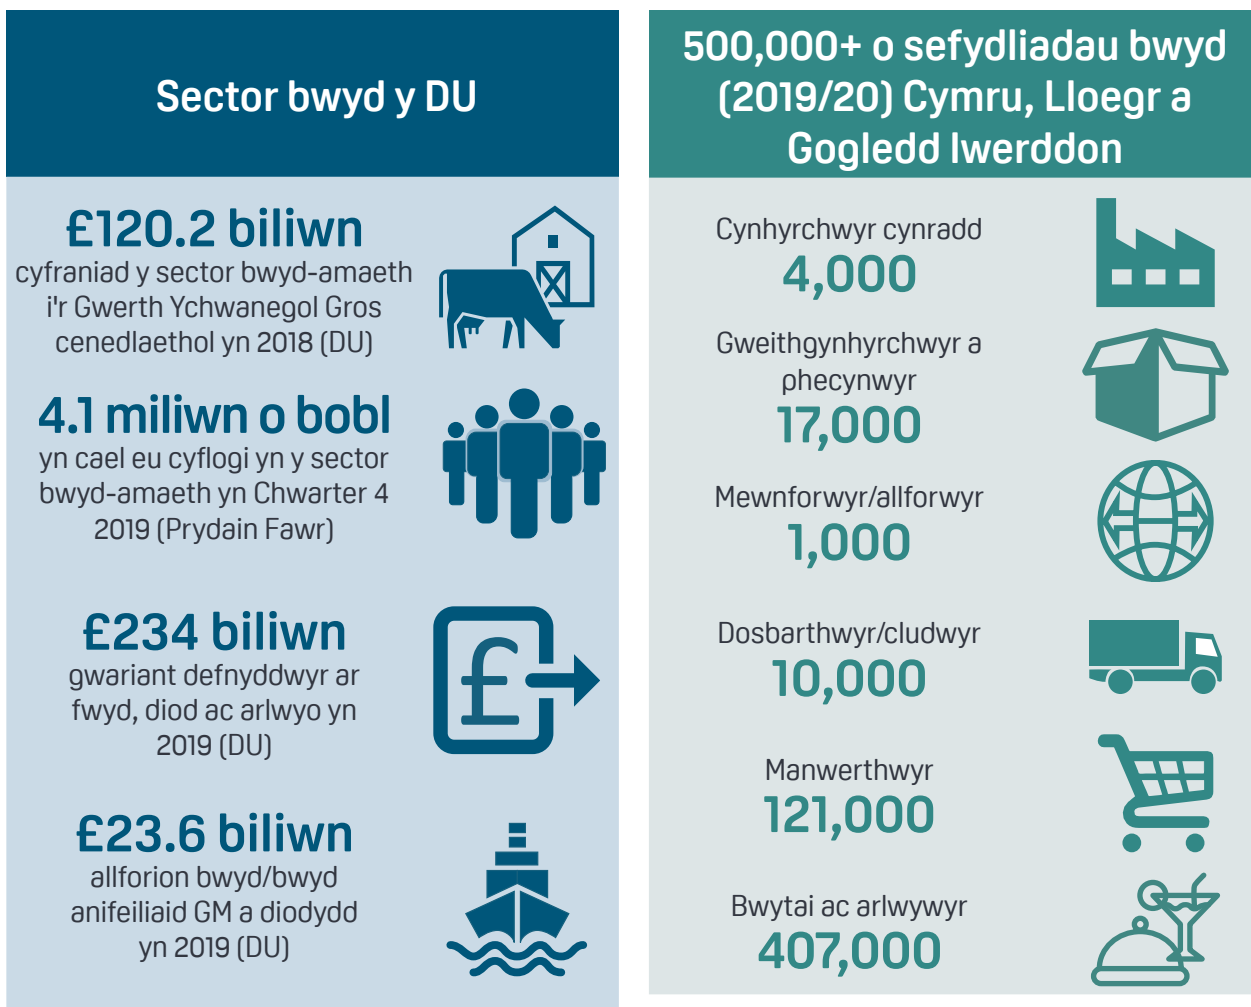 Sector bwyd y DU
£120.2 biliwn
cyfraniad y sector bwyd-amaeth
i'r Gwerth Ychwanegol Gros
cenedlaethol yn 2018 (DU)
4.1 miliwn o bobl
yn cael eu cyflogi yn y sector
bwyd-amaeth yn Chwarter 4
2019 (Prydain Fawr)
£234 biliwn
gwariant defnyddwyr ar
fwyd, diod ac arlwyo yn
2019 (DU)
£
£23.6 biliwn
allforion bwyd/bwyd
anifeiliaid GM a diodydd
yn 2019 (DU)
500,000+ o sefydliadau bwyd
(2019/20) Cymru, Lloegr a
Gogledd Iwerddon
Cynhyrchwyr cynradd
4,000
Gweithgynhyrchwyr a
phecynwyr
17,000
Mewnforwyr/allforwyr
1,000
Dosbarthwyr/cludwyr
10,000
Manwerthwyr
121,000
Bwytai ac arlwywyr
407,000